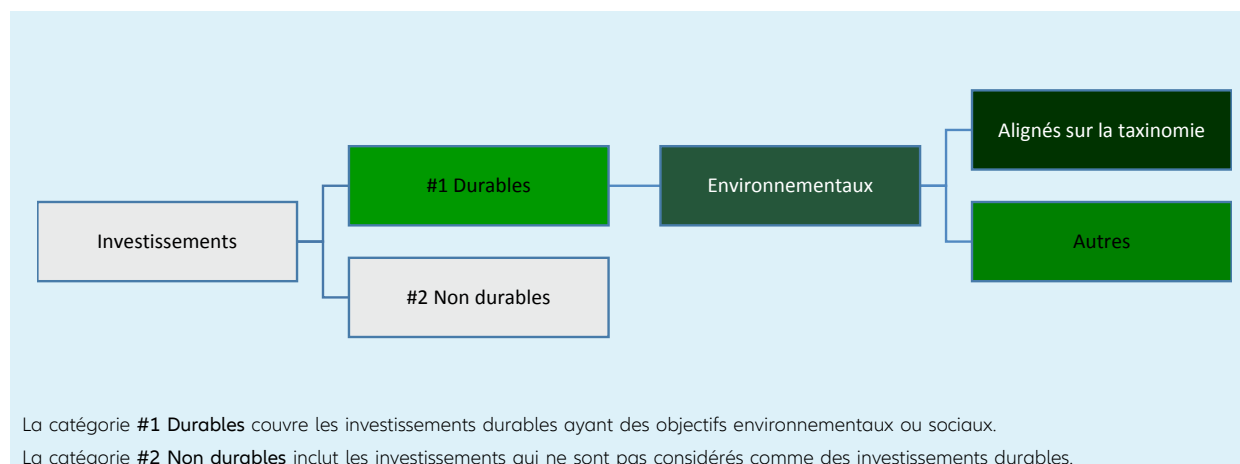 Alignés sur la taxinomie
#1 Durables
Environnementaux
Investissements
Autres
#2 Non durables
La catégorie #1 Durables couvre les investissements durables ayant des objectifs environnementaux ou sociaux.
La catégorie #2 Non durables inclut les investissements qui ne sont pas considérés comme des investissements durables.